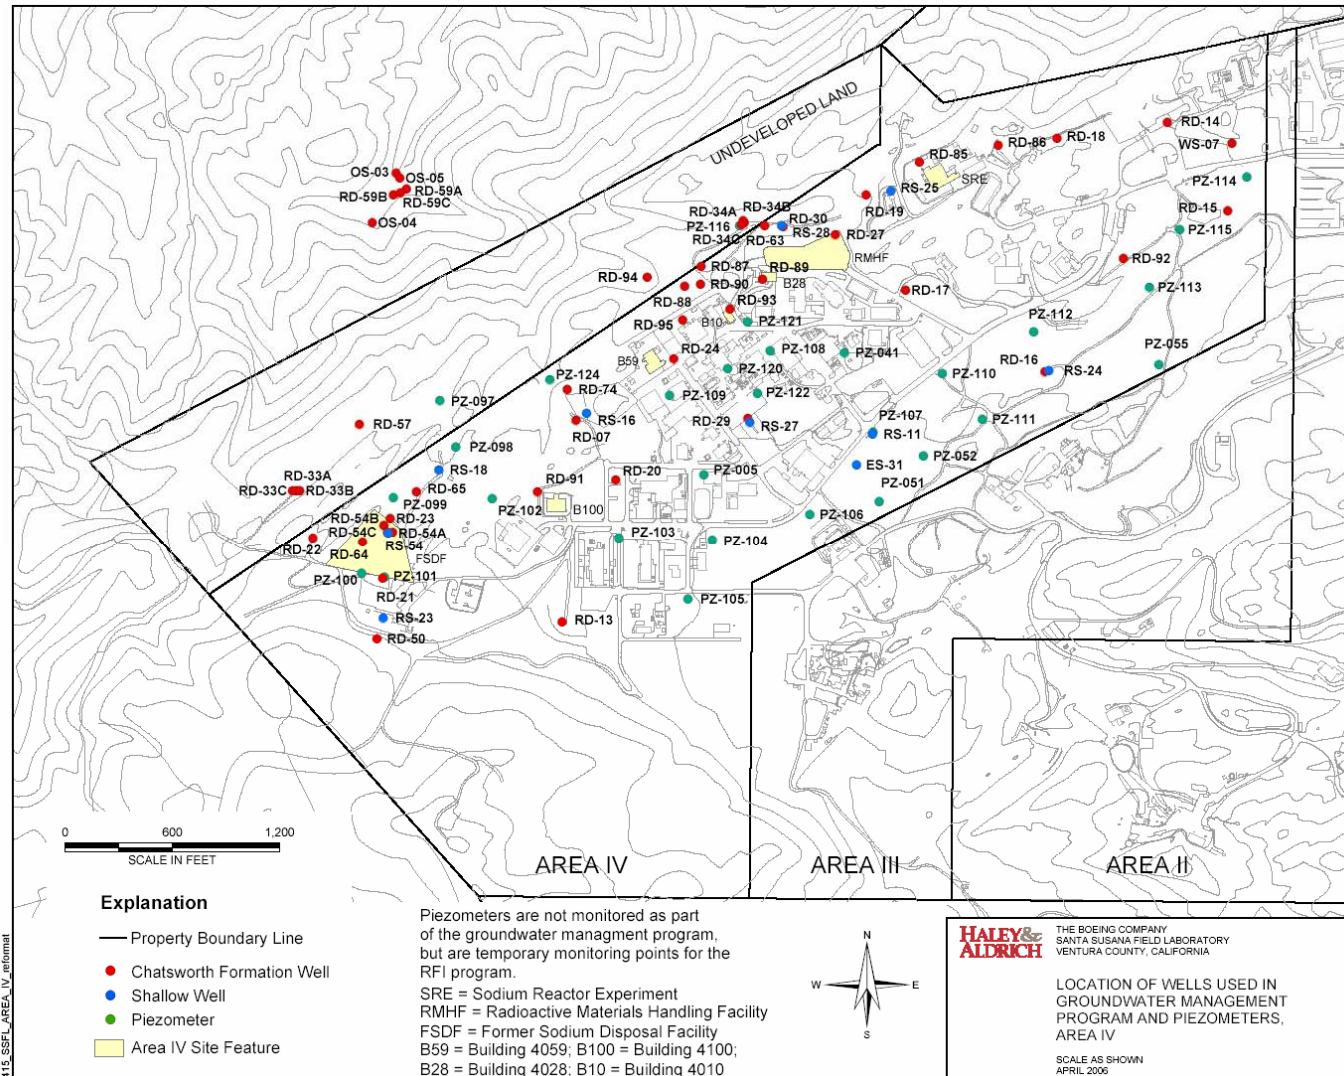 UNDEVELOPED LAND
RD-14
WS-07
RD-18
RD-86
RD-85
SRE
PZ-114
RS-25
RD-19
RD-15
PZ-115
OS-03
OS-05
RD-59A
RD-59B
RD-59C
OS-04
RD-34B
RD-34A
RD-30
PZ-116
RS-28
RD-27
RD-34C
RD-63
RMHF
RD-92
RD-87
RD-89
RD-94
RD-90
B28
RD-88
RD-17
PZ-113
RD-93
B10
PZ-121
RD-95
PZ-112
RD-24
PZ-108
PZ-041
B59
RD-16
PZ-055
RS-24
PZ-120
PZ-110
PZ-124
RD-74
PZ-109
PZ-122
PZ-097
RS-16
RD-29
RS-27
PZ-107
PZ-111
RD-57
RD-07
RS-11
PZ-098
PZ-052
RS-18
RD-20
PZ-005
ES-31
RD-33A
RD-33C
RD-33B
RD-65
RD-91
PZ-051
PZ-099
PZ-102
B100
PZ-106
RD-54B
RD-23
RD-54C
RD-54A
RD-22
RS-54
PZ-103
PZ-104
RD-64
FSDF
PZ-100
PZ-101
RD-21
PZ-105
RS-23
RD-13
RD-50
0 600 1,200
SCALE IN FEET
AREA IV
AREA III
AREA II
Explanation
Property Boundary Line
Chatsworth Formation Well
Shallow Well
Piezometer
Area IV Site Feature
Piezometers are not monitored as part
of the groundwater managment program,
but are temporary monitoring points for the
RFI program.
SRE = Sodium Reactor Experiment
RMHF = Radioactive Materials Handling Facility
FSDF = Former Sodium Disposal Facility
B59 = Building 4059; B100 = Building 4100;
B28 = Building 4028; B10 = Building 4010
N
W
E
S
HALEY&
ALDRICH
THE BOEING COMPANY
SANTA SUSANA FIELD LABORATORY
VENTURA COUNTY, CALIFORNIA
LOCATION OF WELLS USED IN
GROUNDWATER MANAGEMENT
PROGRAM AND PIEZOMETERS,
AREA IV
SCALE AS SHOWN
APRIL 2006
415_SSFL_AREA_IV_reformat